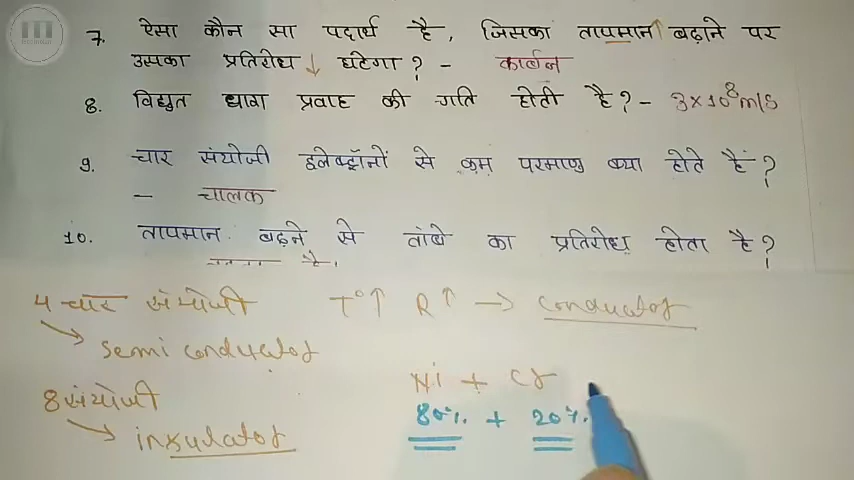 7. ऐसा कौन सा पदार्थ है, जिसका तापमान↑ बढ़ाने पर
उसका प्रतिरोध ↓ घटेगा? - कार्बन
8. विद्युत धारा प्रवाह की गति होती है? - 3×10⁸m/s
9. चार संयोजी इलेक्ट्रॉनों से कम परमाणु क्या होते हैं?
- चालक
10. तापमान बढ़ने से तांबे का प्रतिरोध होता है?
है।
4 चार संयोजी T°↑ R↑ → conductor
→ semi conductor
Ni + Cr
8 संयोजी
80% + 20%
→ insulator